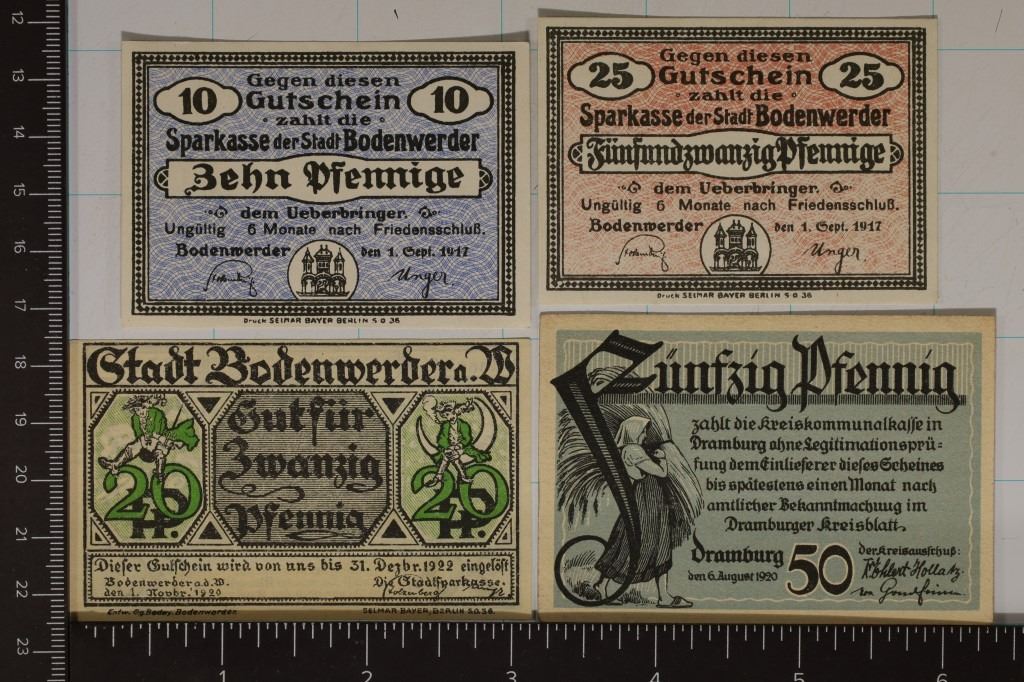 10
Gegen diesen
Gutschein
zahlt die
10
Sparkasse der Stadt Bodenwerder
Zehn Pfennige
dem Ueberbringer.
Ungültig 6 Monate nach Friedensschluß.
Bodenwerder den 1. Sept. 1917
Unger
Druck SELMAR BAYER BERLIN S.O 36
25
Gegen diesen
Gutschein
zahlt die
25
Sparkasse der Stadt Bodenwerder
Fünfundzwanzig Pfennige
dem Ueberbringer.
Ungültig 6 Monate nach Friedensschluß.
Bodenwerder den 1. Sept. 1917
Unger
Druck SELMAR BAYER BERLIN S.O 36
Stadt Bodenwerder a. W
20
Gut für
Zwanzig
Pfennig
20
Dieser Gutschein wird von uns bis 31. Dezbr. 1922 eingelöst
Bodenwerder a.d.W. Die Stadtsparkasse.
den 1. Novbr. 1920
SELMAR BAYER, BERLIN S.O. 36.
Fünfzig Pfennig
zahlt die Kreiskommunalkasse in
Dramburg ohne Legitimationsprü-
fung dem Einlieferer dieses Scheines
bis spätestens einen Monat nach
amtlicher Bekanntmachung im
Dramburger Kreisblatt.
Dramburg 50 der Kreisausschuß:
den 6. August 1920
12
13
14
15
16
17
18
19
20
21
22
23
1 2 3 4 5 6